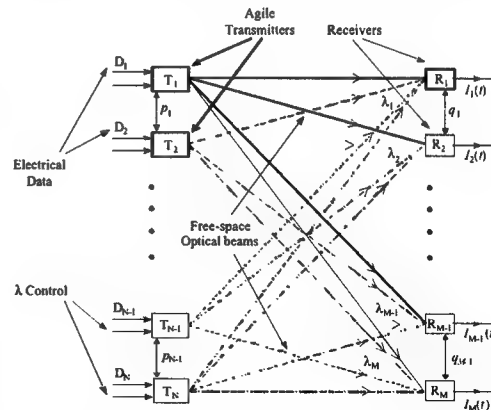 Agile
Transmitters
Receivers
D1
T1
R1
I1(t)
p1
λ1
q1
D2
T2
λ2
R2
I2(t)
Electrical
Data
Free-space
Optical beams
λ Control
DN-1
TN-1
λM-1
RM-1
IM-1(t)
pN-1
λM
DN
TN
RM
IM(t)